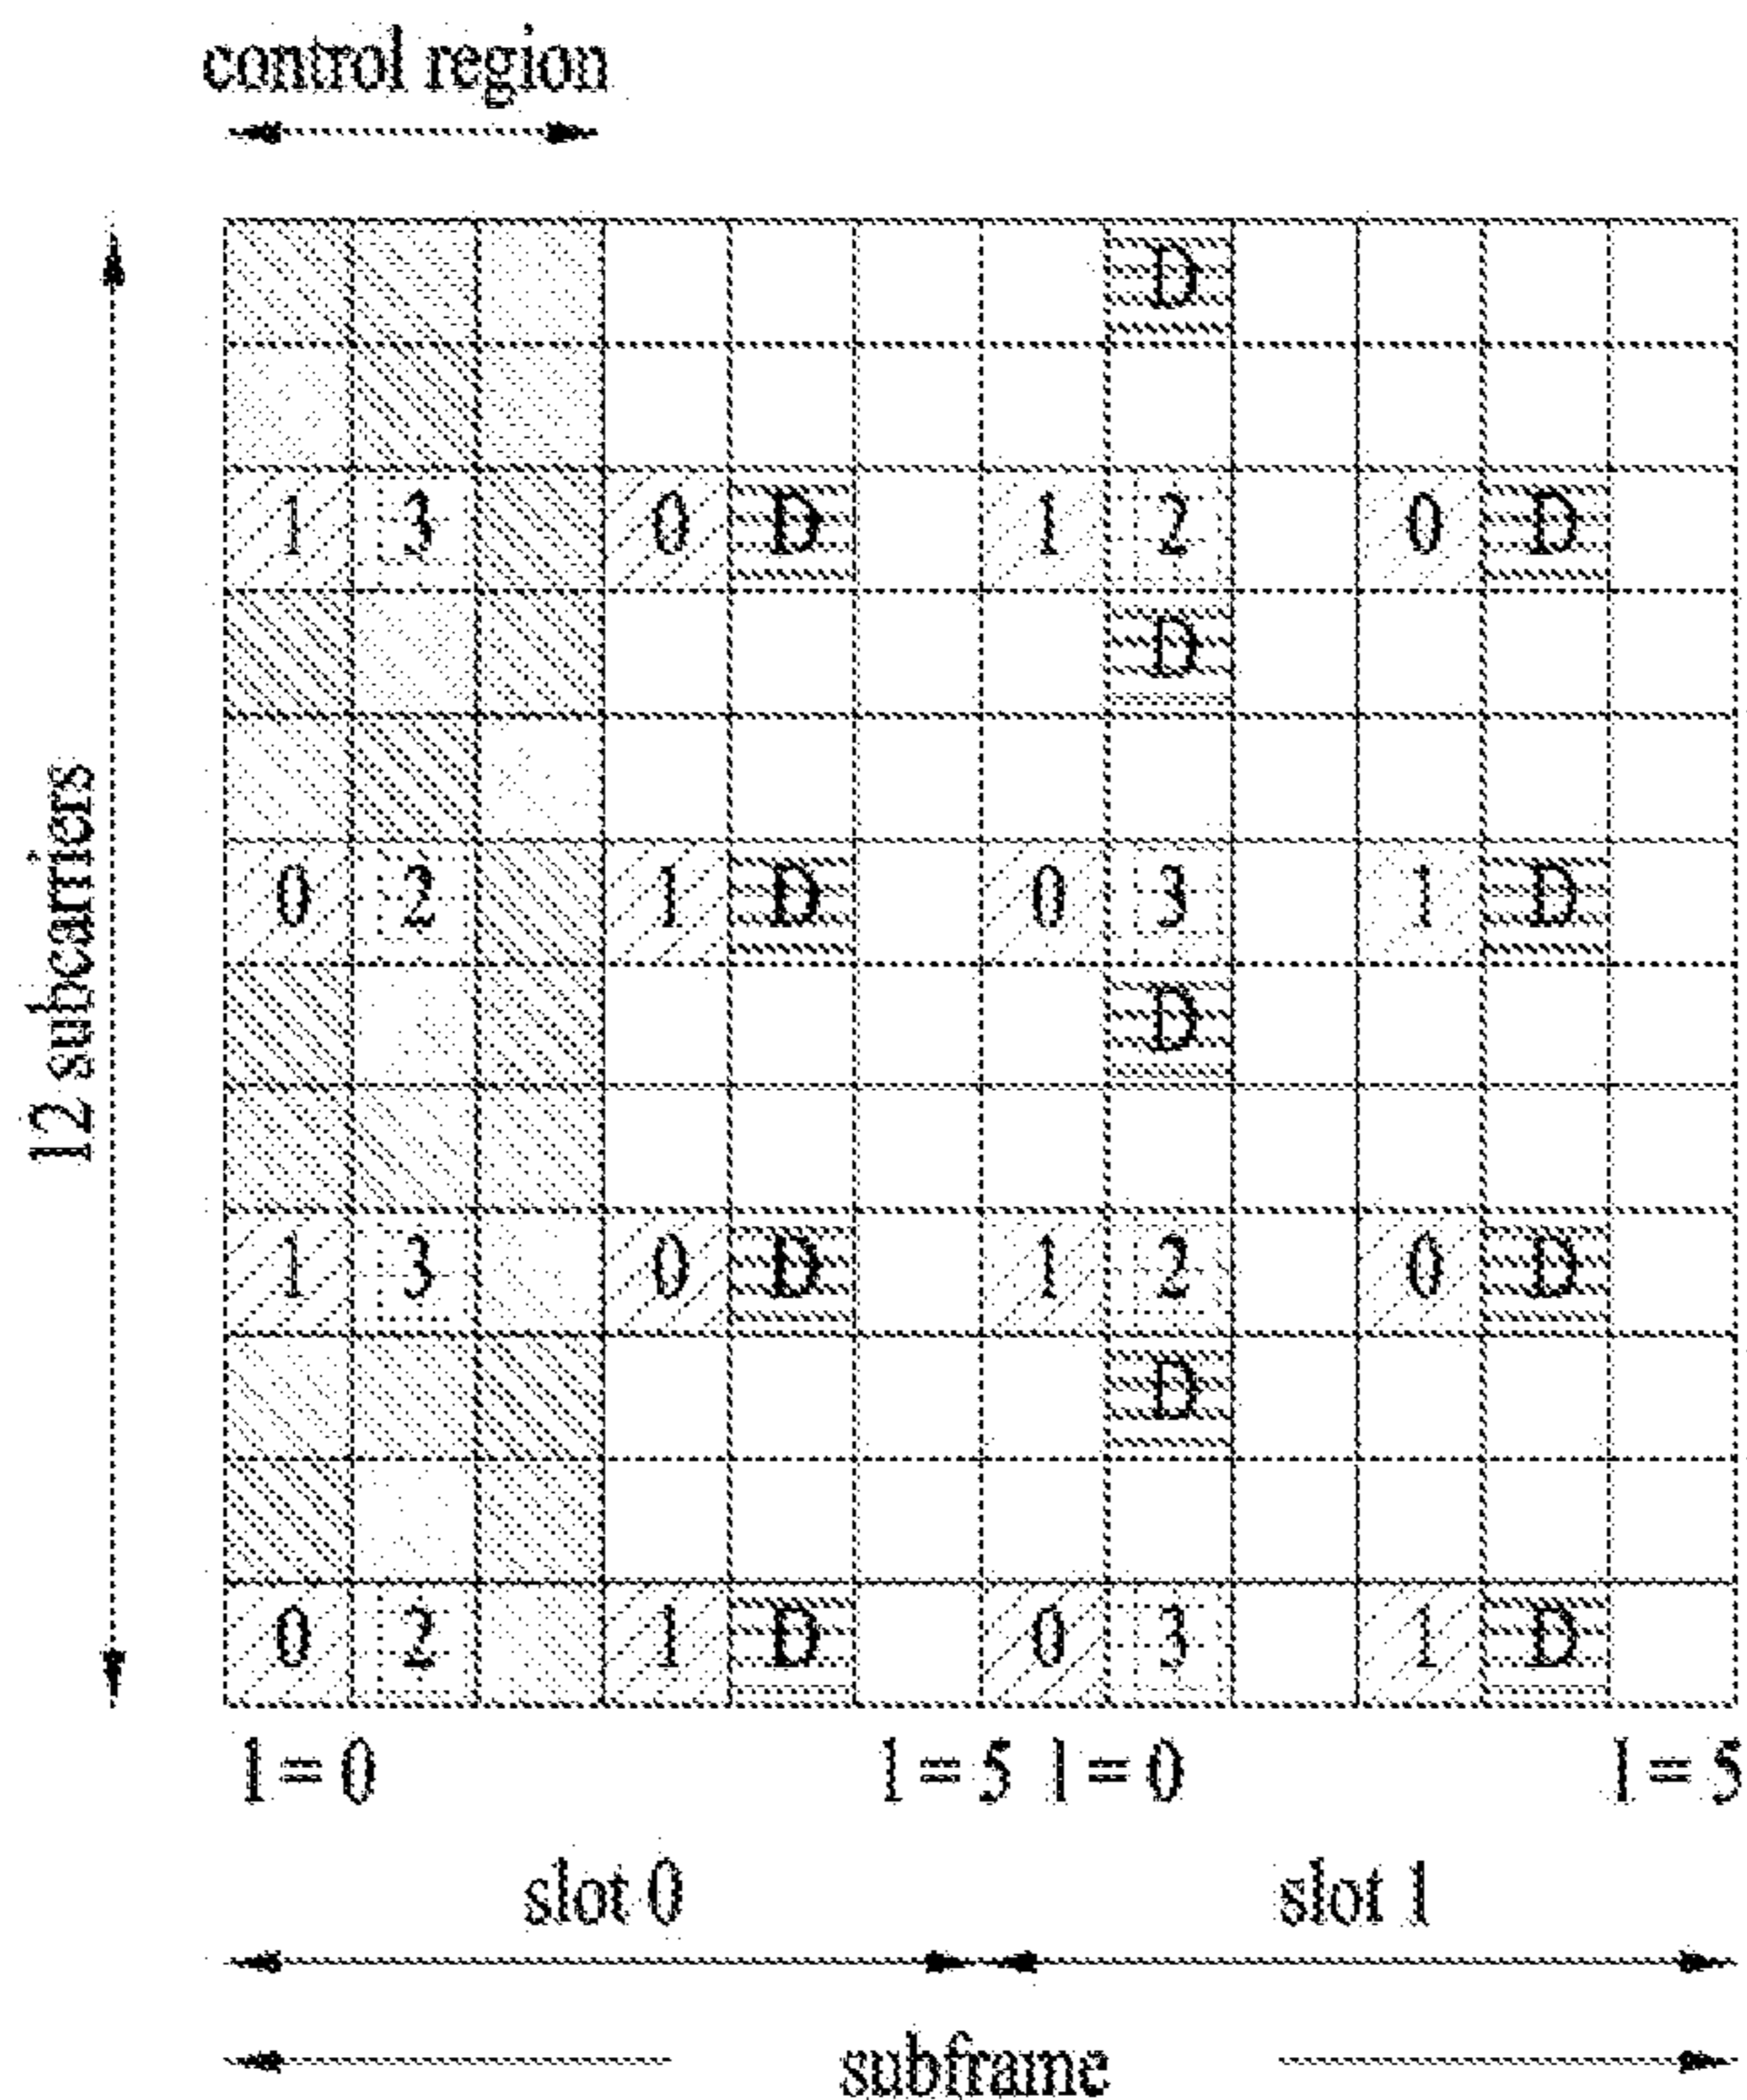 control region
12 subcarriers
D
1 3 0 D 1 2 0 D
D
0 2 1 D 0 3 1 D
D
1 3 0 D 1 2 0 D
D
0 2 1 D 0 3 1 D
l = 0 l = 5 l = 0 l = 5
slot 0 slot 1
subframe